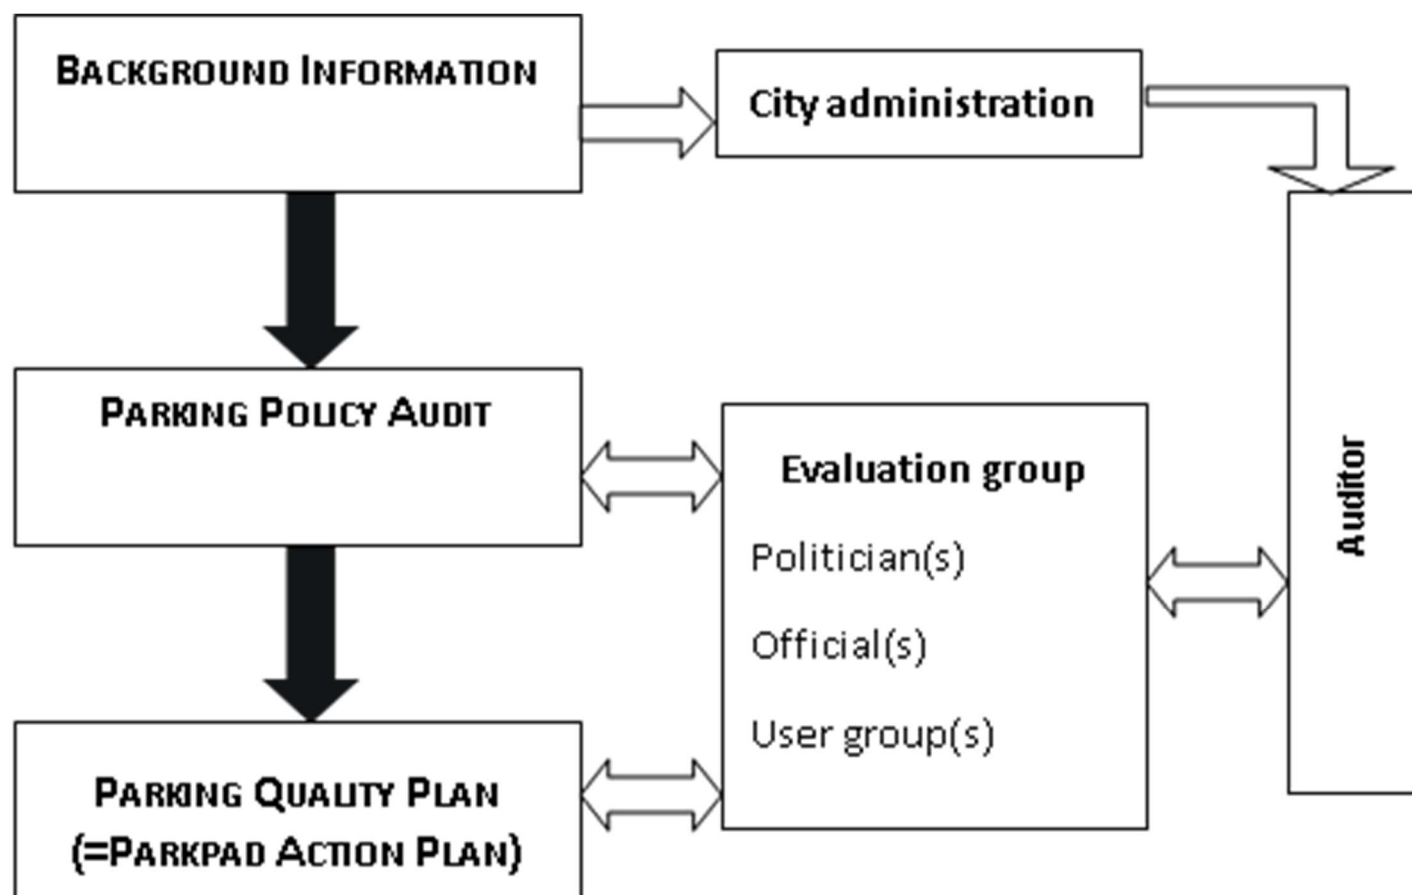 BACKGROUND INFORMATION
City administration
PARKING POLICY AUDIT
Evaluation group
Politician(s)
Official(s)
User group(s)
Auditor
PARKING QUALITY PLAN
(=PARKPAD ACTION PLAN)